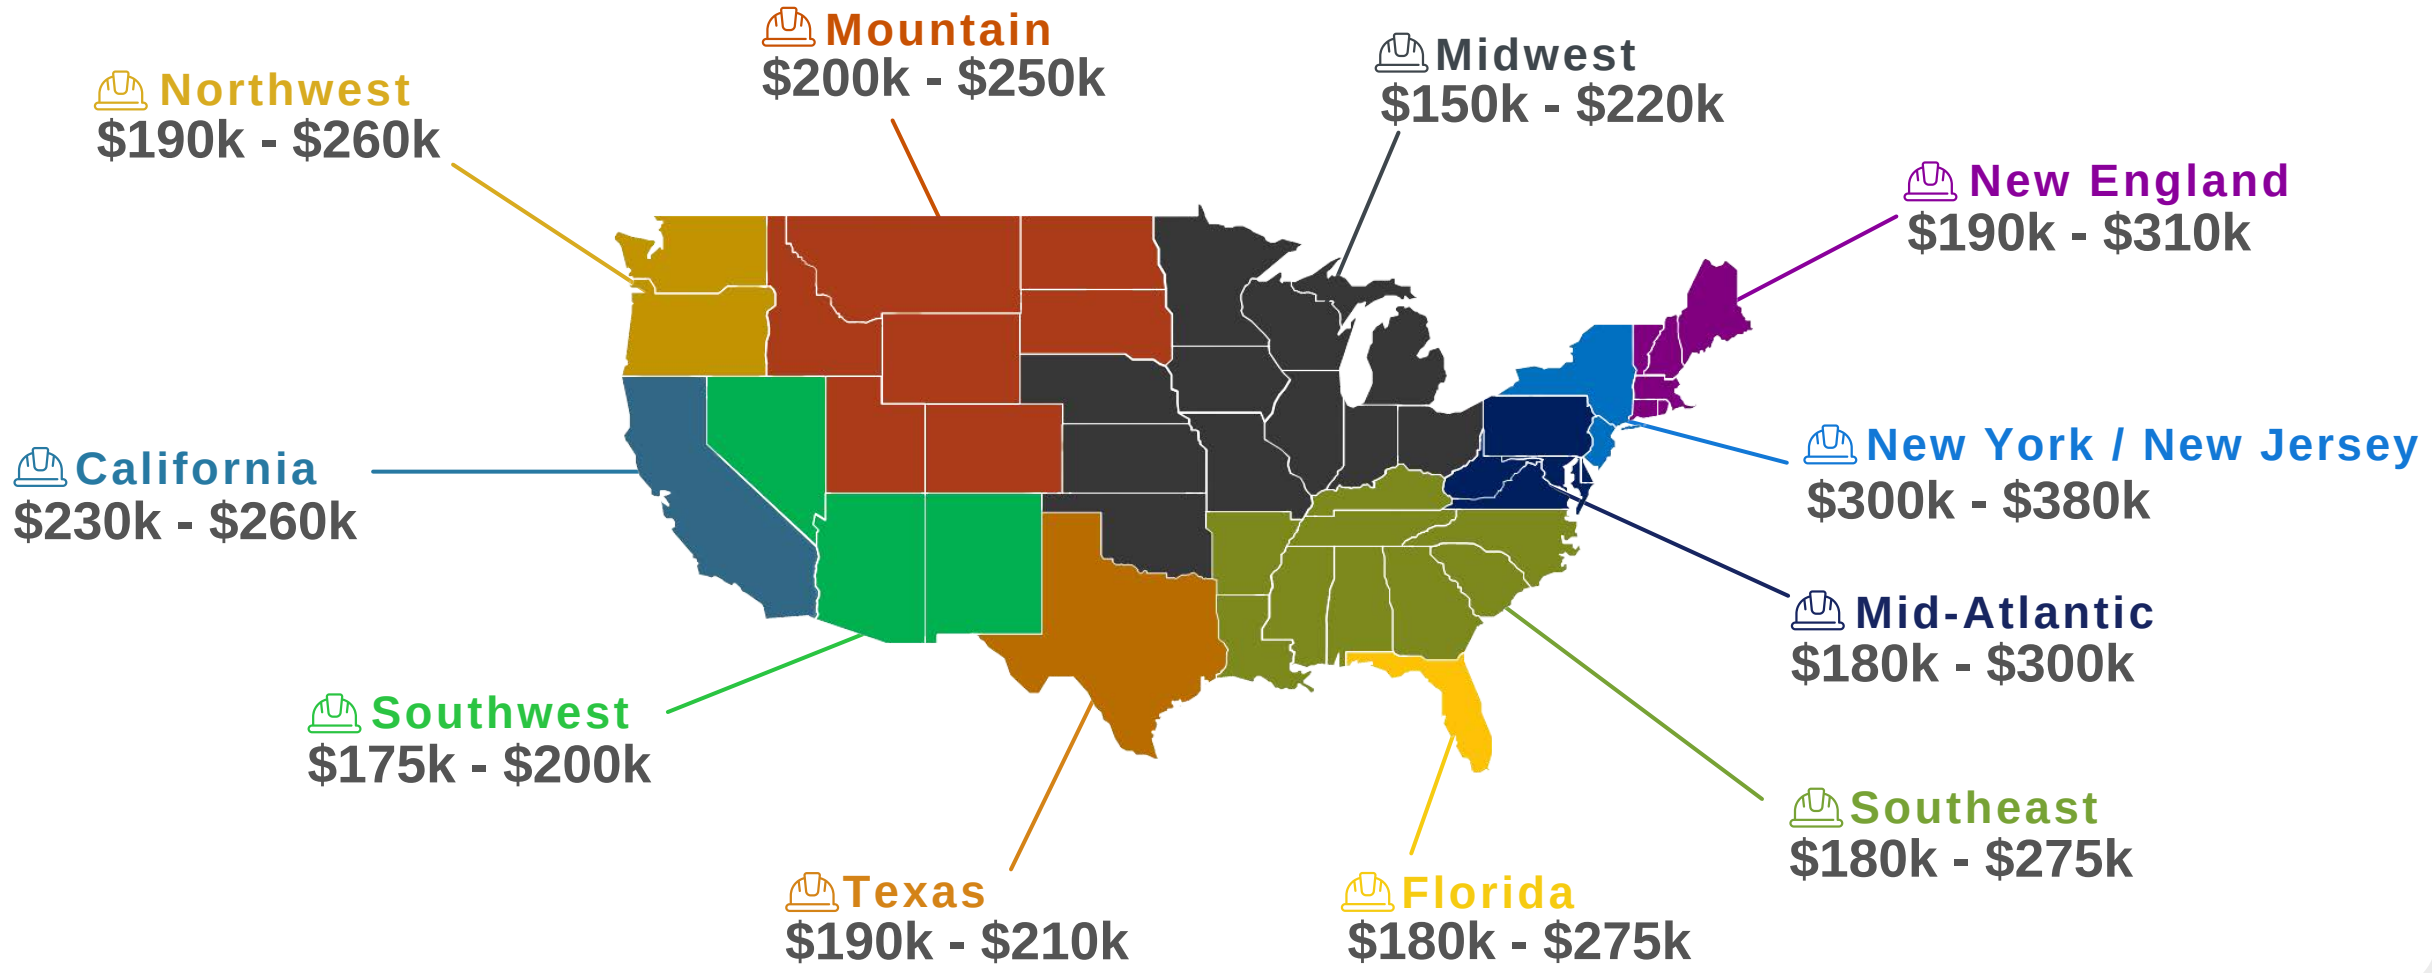 Mountain
$200k - $250k
Midwest
$150k - $220k
Northwest
$190k - $260k
New England
$190k - $310k
California
$230k - $260k
New York / New Jersey
$300k - $380k
Mid-Atlantic
$180k - $300k
Southwest
$175k - $200k
Southeast
$180k - $275k
Texas
$190k - $210k
Florida
$180k - $275k